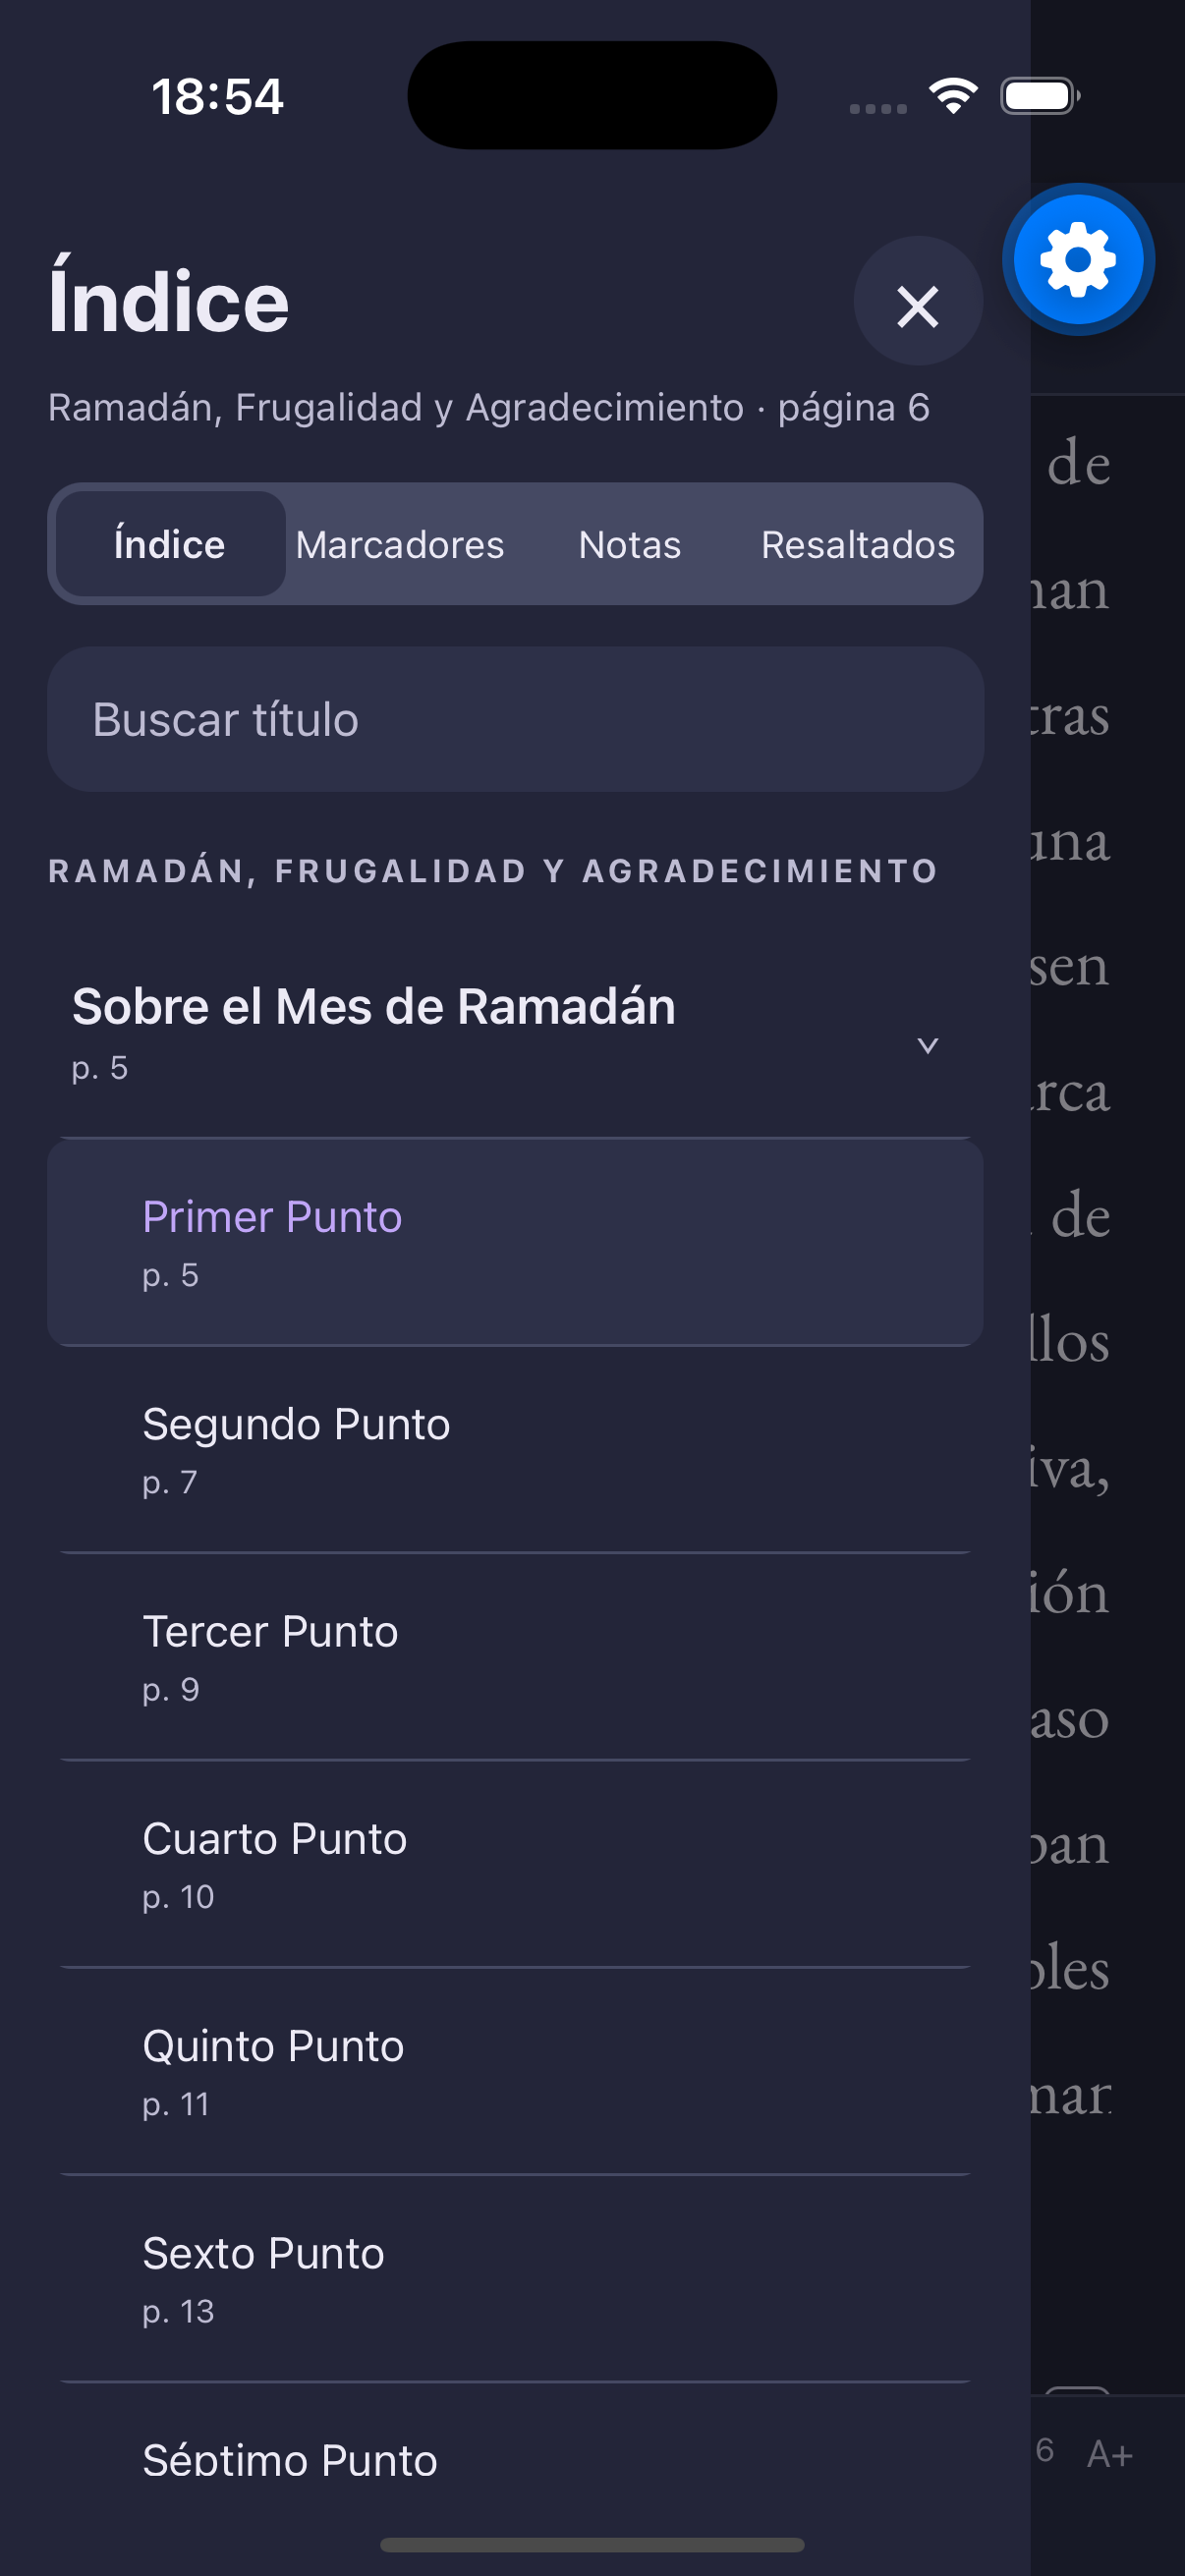 18:54
Índice
Ramadán, Frugalidad y Agradecimiento · página 6
Índice Marcadores Notas Resaltados
Buscar título
RAMADÁN, FRUGALIDAD Y AGRADECIMIENTO
Sobre el Mes de Ramadán
p. 5
Primer Punto
p. 5
Segundo Punto
p. 7
Tercer Punto
p. 9
Cuarto Punto
p. 10
Quinto Punto
p. 11
Sexto Punto
p. 13
Séptimo Punto
de
de
6 A+